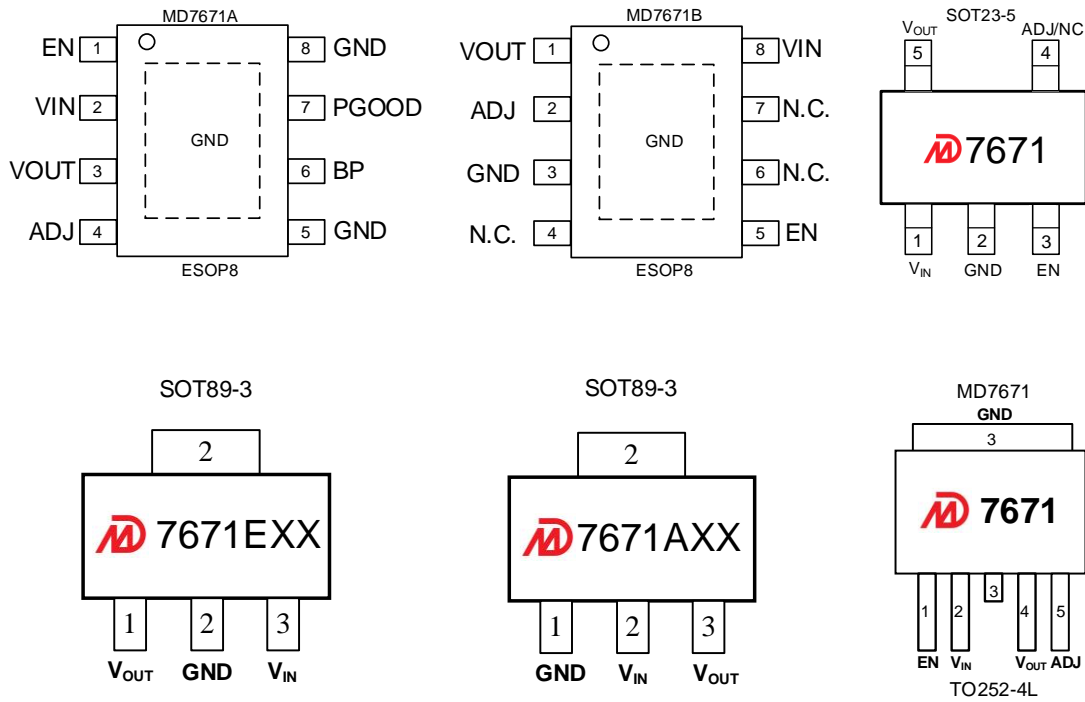 MD7671A
EN 1 8 GND
VIN 2 7 PGOOD
GND
VOUT 3 6 BP
ADJ 4 5 GND
ESOP8
MD7671B
VOUT 1 8 VIN
ADJ 2 7 N.C.
GND
GND 3 6 N.C.
N.C. 4 5 EN
ESOP8
SOT23-5
VOUT ADJ/NC
5 4
MD 7671
1 2 3
VIN GND EN
SOT89-3
2
MD 7671EXX
1 2 3
VOUT GND VIN
SOT89-3
2
MD 7671AXX
1 2 3
GND VIN VOUT
MD7671
GND
3
MD 7671
1 2 3 4 5
EN VIN VOUT ADJ
TO252-4L